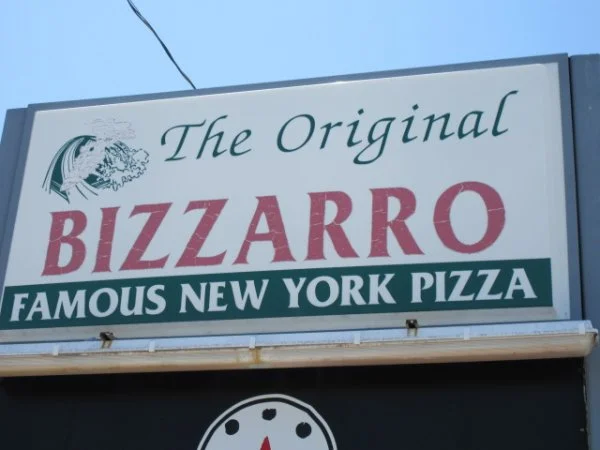 The Original
BIZZARRO
FAMOUS NEW YORK PIZZA